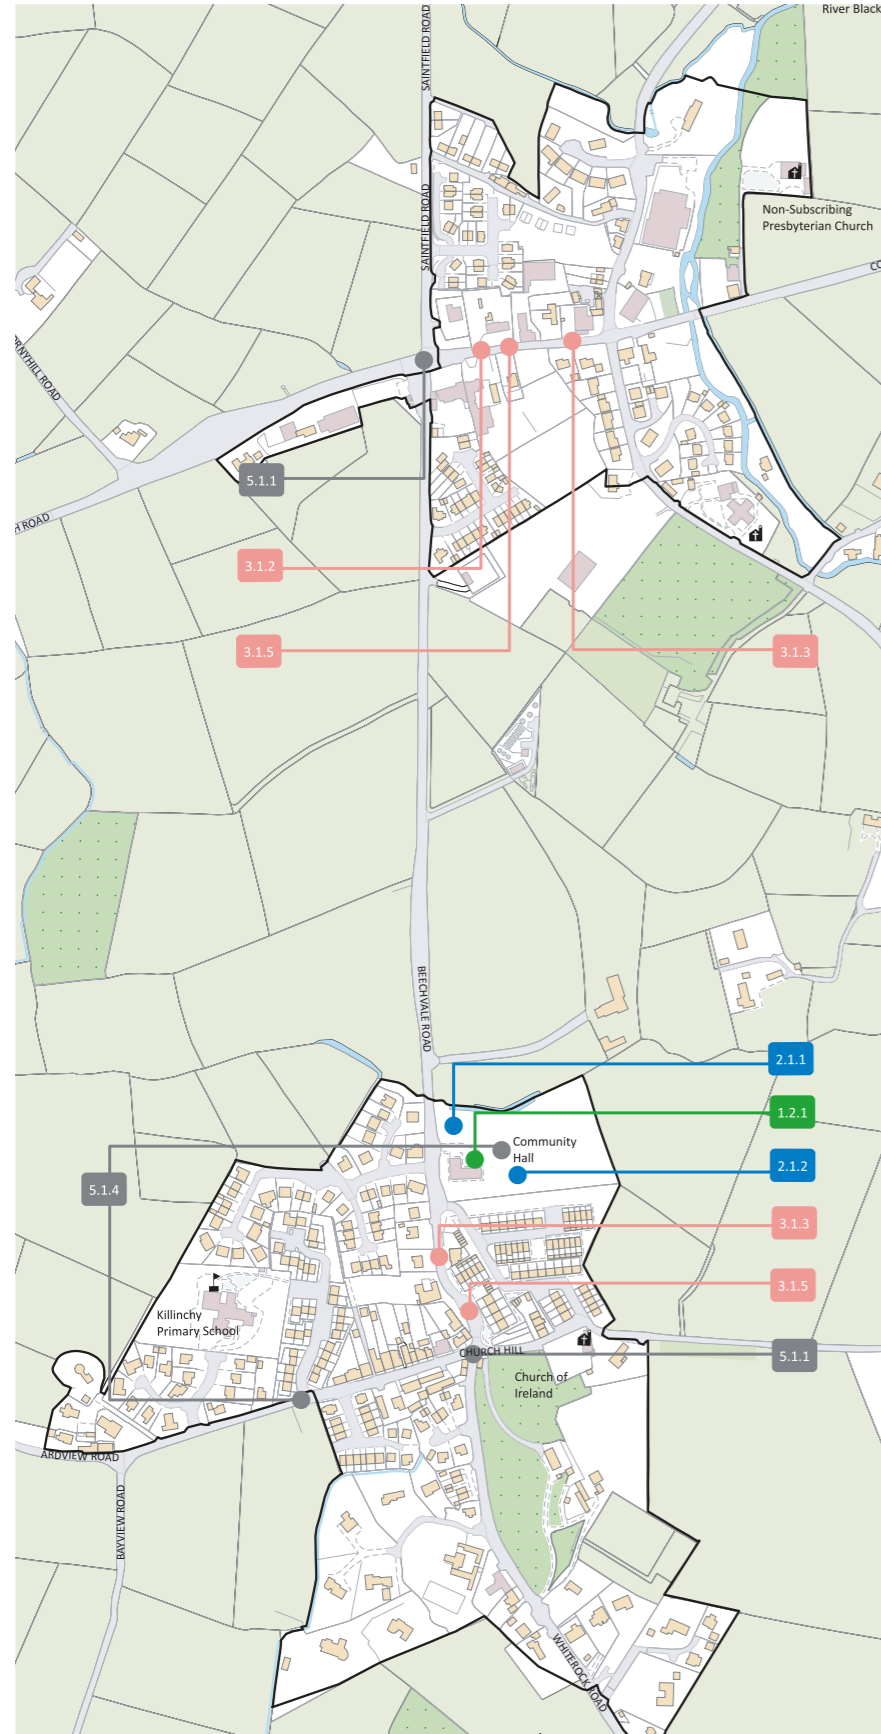 River Black
SAINTFIELD ROAD
SAINTFIELD ROAD
Non-Subscribing
Presbyterian Church
CO
RNYHILL ROAD
5.1.1
H ROAD
3.1.2
3.1.5
3.1.3
BEECHVALE ROAD
2.1.1
1.2.1
Community
Hall
2.1.2
5.1.4
3.1.3
3.1.5
Killinchy
Primary School
CHURCH HILL
5.1.1
Church of
Ireland
ARDVIEW ROAD
BAYVIEW ROAD
WHITEROCK ROAD